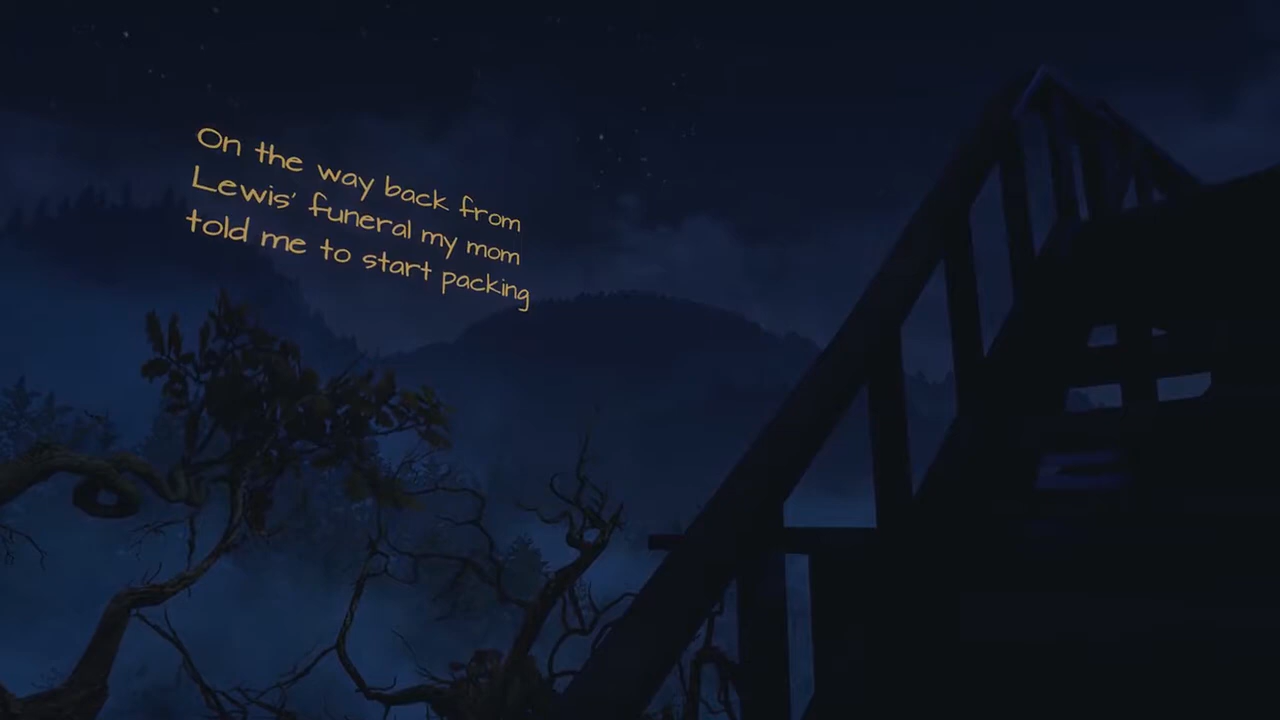 On the way back from
Lewis' funeral my mom
told me to start packing